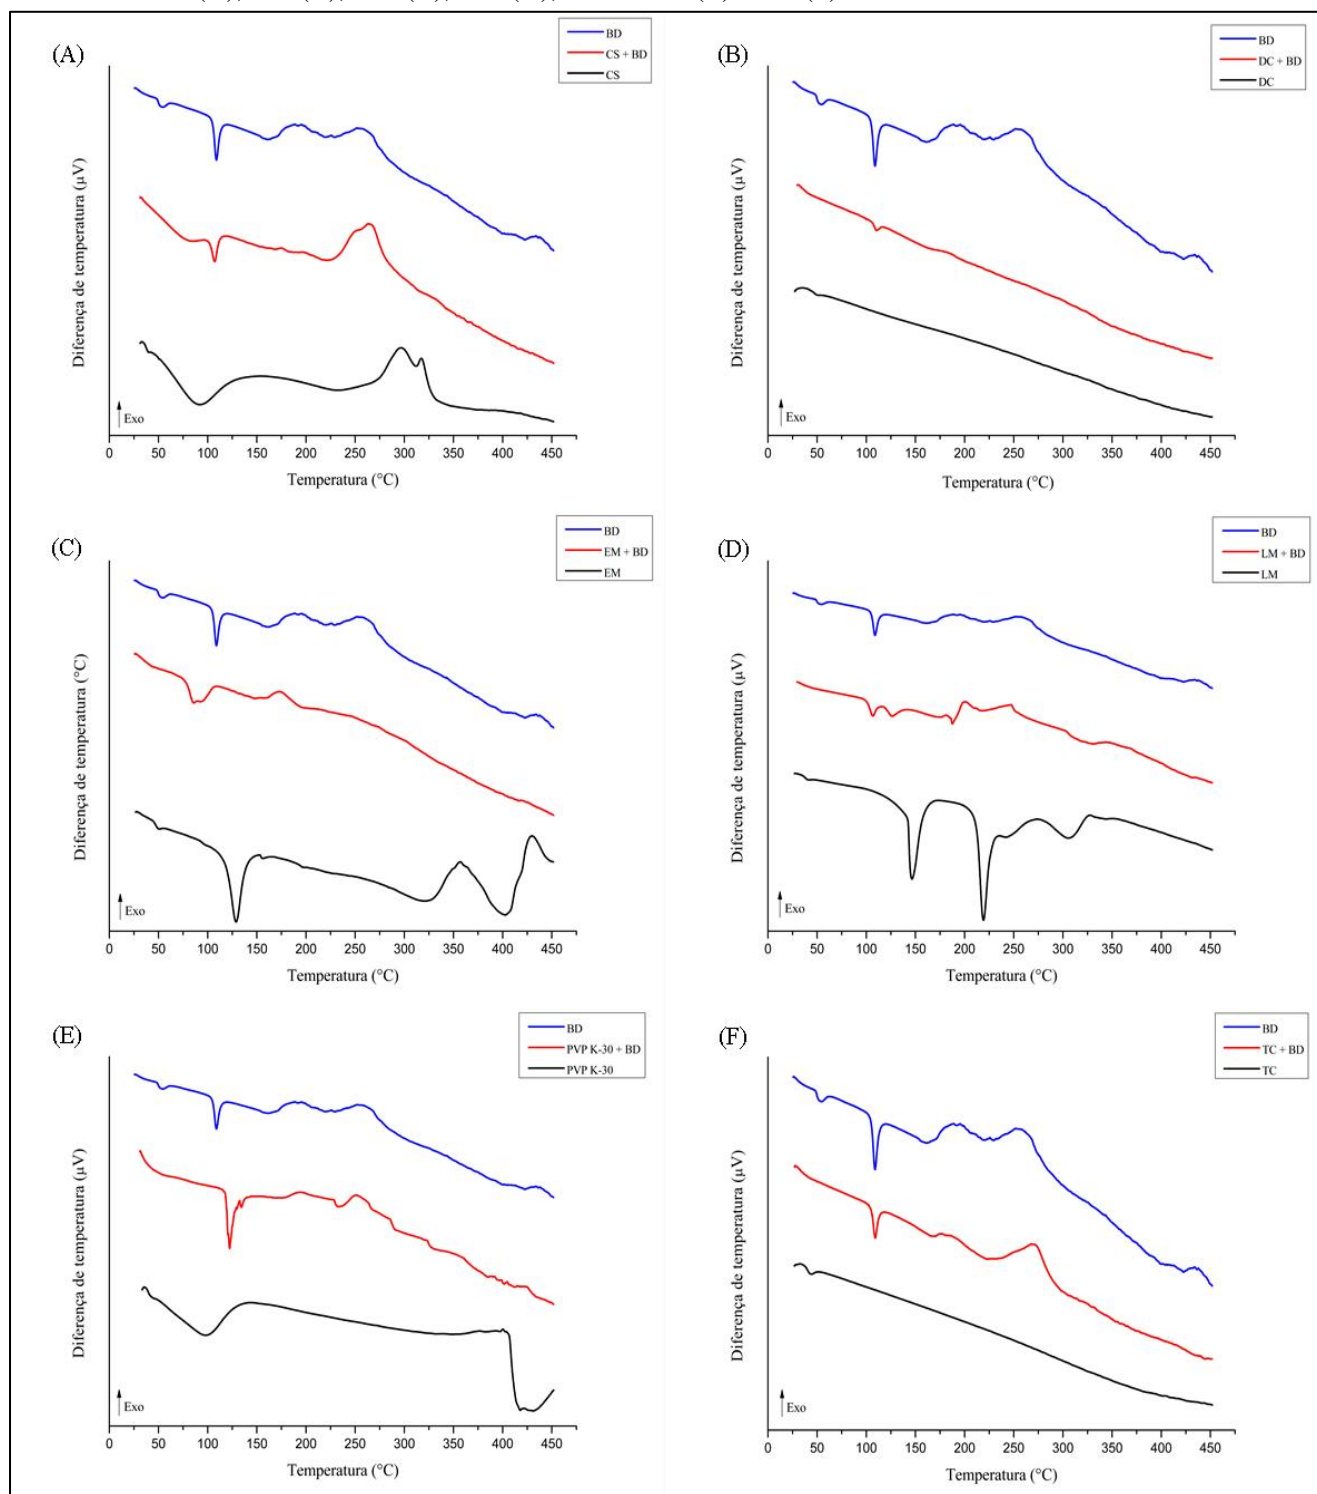 (A)
BD
CS + BD
CS
Diferença de temperatura (µV)
Exo
0 50 100 150 200 250 300 350 400 450
Temperatura (°C)
(B)
BD
DC + BD
DC
Diferença de temperatura (µV)
Exo
0 50 100 150 200 250 300 350 400 450
Temperatura (°C)
(C)
BD
EM + BD
EM
Diferença de temperatura (°C)
Exo
0 50 100 150 200 250 300 350 400 450
Temperatura (°C)
(D)
BD
LM + BD
LM
Diferença de temperatura (µV)
Exo
0 50 100 150 200 250 300 350 400 450
Temperatura (°C)
(E)
BD
PVP K-30 + BD
PVP K-30
Diferença de temperatura (µV)
Exo
0 50 100 150 200 250 300 350 400 450
Temperatura (°C)
(F)
BD
TC + BD
TC
Diferença de temperatura (µV)
Exo
0 50 100 150 200 250 300 350 400 450
Temperatura (°C)